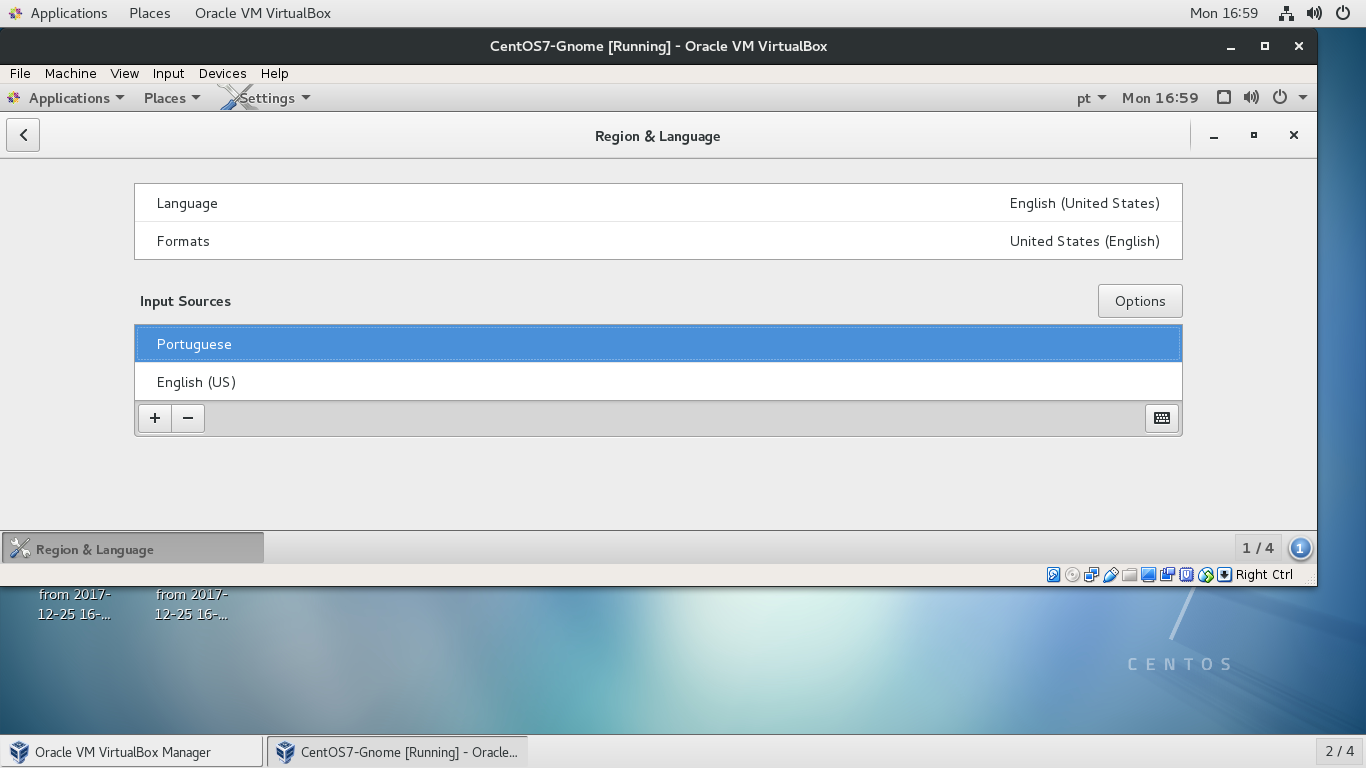 Applications Places Oracle VM VirtualBox Mon 16:59
CentOS7-Gnome [Running] - Oracle VM VirtualBox
File Machine View Input Devices Help
Applications Places Settings pt Mon 16:59
Region & Language
Language English (United States)
Formats United States (English)
Input Sources Options
Portuguese
English (US)
Region & Language 1 / 4 1
Right Ctrl
from 2017- from 2017-
12-25 16-... 12-25 16-...
7
CENTOS
Oracle VM VirtualBox Manager CentOS7-Gnome [Running] - Oracle... 2 / 4